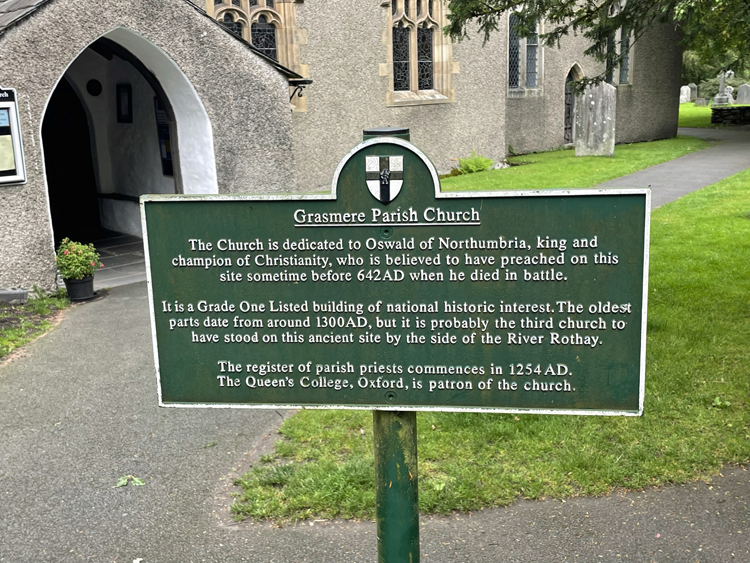 church
Grasmere Parish Church
The Church is dedicated to Oswald of Northumbria, king and
champion of Christianity, who is believed to have preached on this
site sometime before 642AD when he died in battle.
It is a Grade One Listed building of national historic interest. The oldest
parts date from around 1300AD, but it is probably the third church to
have stood on this ancient site by the side of the River Rothay.
The register of parish priests commences in 1254 AD.
The Queen's College, Oxford, is patron of the church.